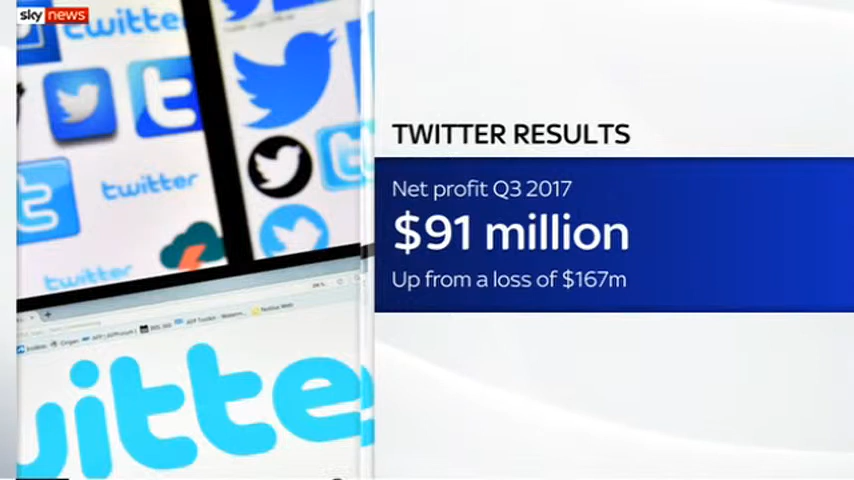 sky news
twitter
twitter
twitter
TWITTER RESULTS
Net profit Q3 2017
$91 million
Up from a loss of $167m
witte